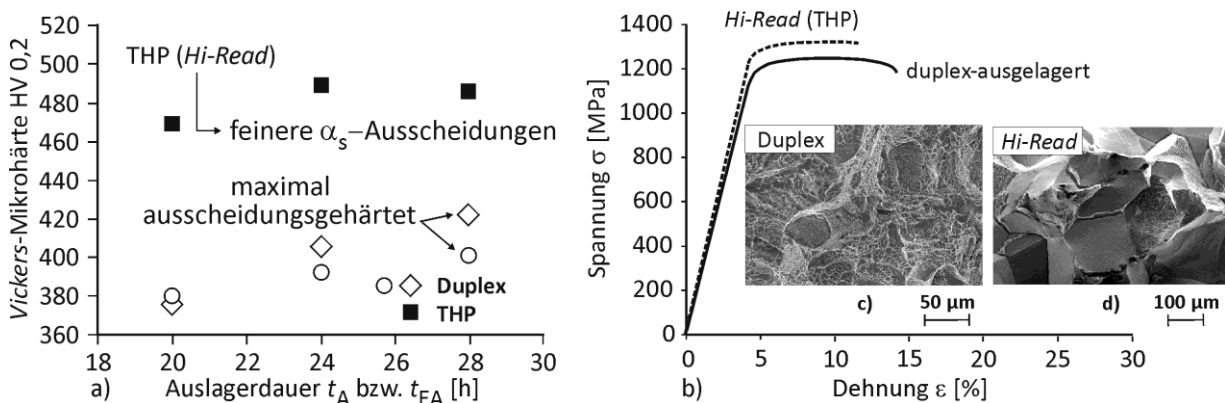 Vickers-Mikrohärte HV 0,2
520
500
480
460
440
420
400
380
360
THP (Hi-Read)
feinere αs–Ausscheidungen
maximal
ausscheidungsgehärtet
Duplex
THP
18 20 22 24 26 28 30
a) Auslagerdauer tA bzw. tEA [h]
Spannung σ [MPa]
1400
1200
1000
800
600
400
200
0
Hi-Read (THP)
duplex-ausgelagert
Duplex
Hi-Read
c) 50 µm
d) 100 µm
0 5 10 15 20 25 30
b) Dehnung ε [%]